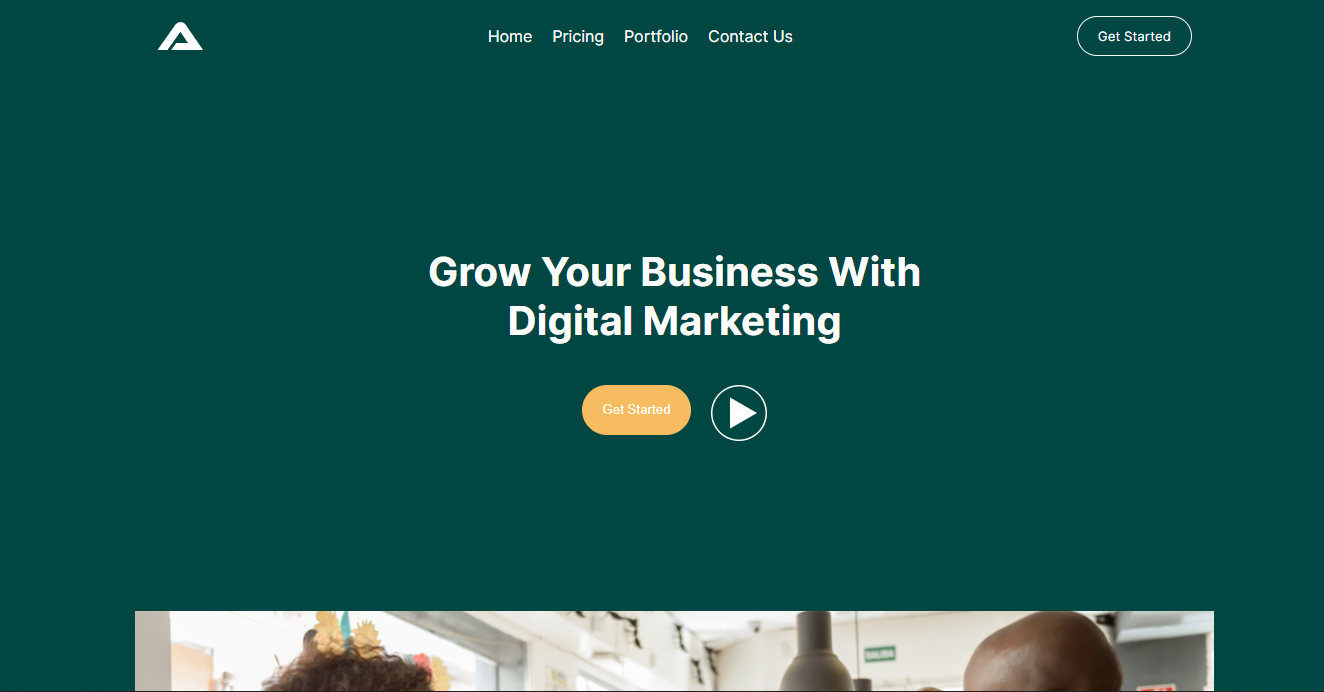 Home Pricing Portfolio Contact Us Get Started
Grow Your Business With
Digital Marketing
Get Started
SALIDA